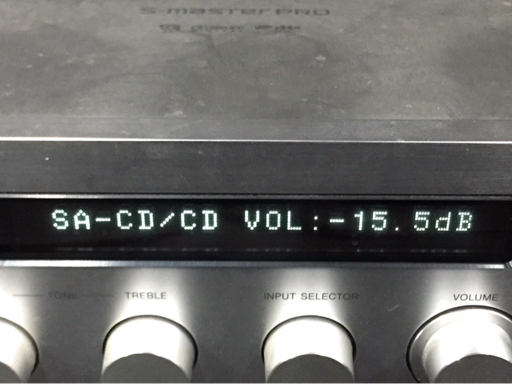 S-master PRO
SA-CD/CD VOL:-15.5dB
TONE
TREBLE
INPUT SELECTOR
VOLUME